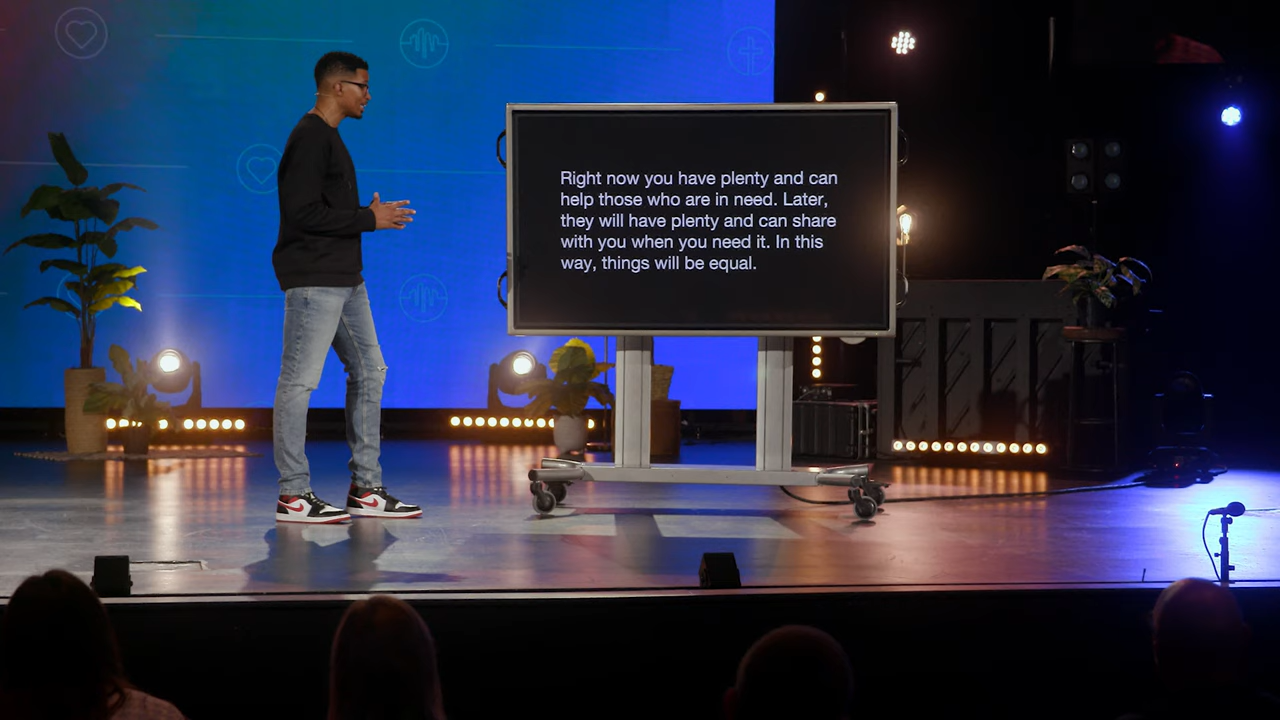 Right now you have plenty and can
help those who are in need. Later,
they will have plenty and can share
with you when you need it. In this
way, things will be equal.